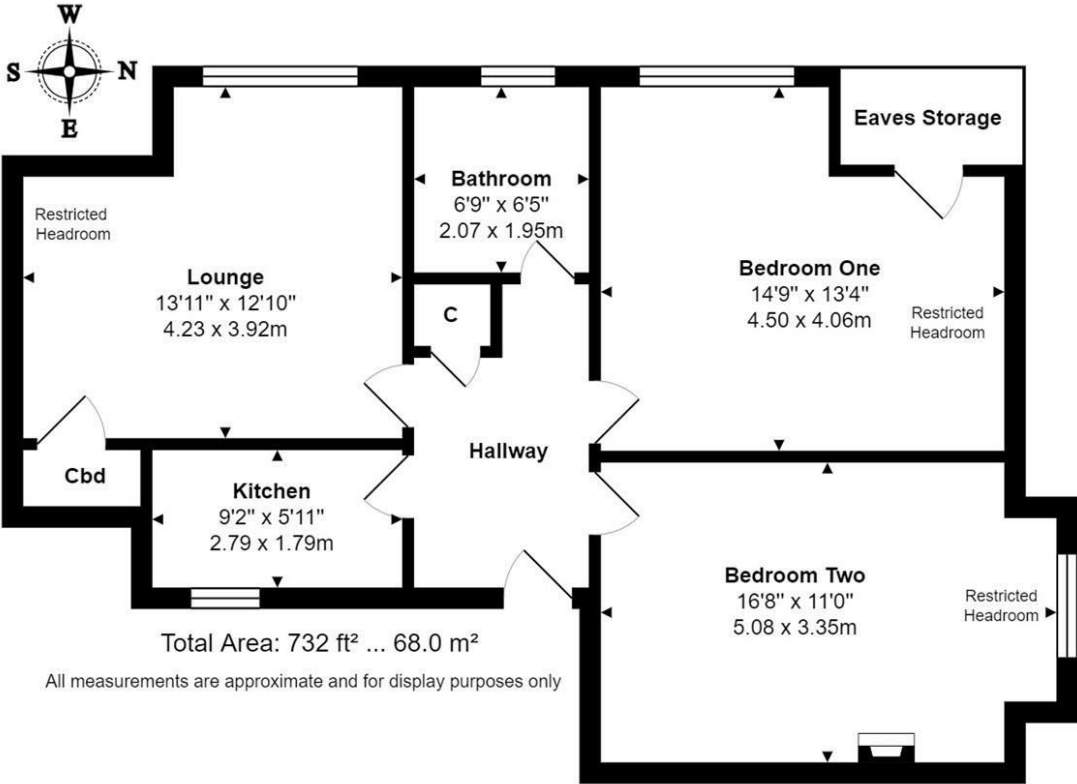 W
S N
E
Eaves Storage
Bathroom
6'9" x 6'5"
2.07 x 1.95m
Restricted
Headroom
Lounge
13'11" x 12'10"
4.23 x 3.92m
Bedroom One
14'9" x 13'4"
4.50 x 4.06m
Restricted
Headroom
C
Hallway
Cbd
Kitchen
9'2" x 5'11"
2.79 x 1.79m
Bedroom Two
16'8" x 11'0"
5.08 x 3.35m
Restricted
Headroom
Total Area: 732 ft² ... 68.0 m²
All measurements are approximate and for display purposes only